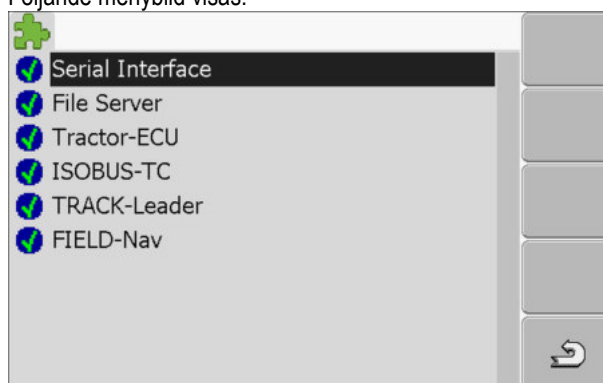 Följande menybild visas:
Serial Interface
File Server
Tractor-ECU
ISOBUS-TC
TRACK-Leader
FIELD-Nav